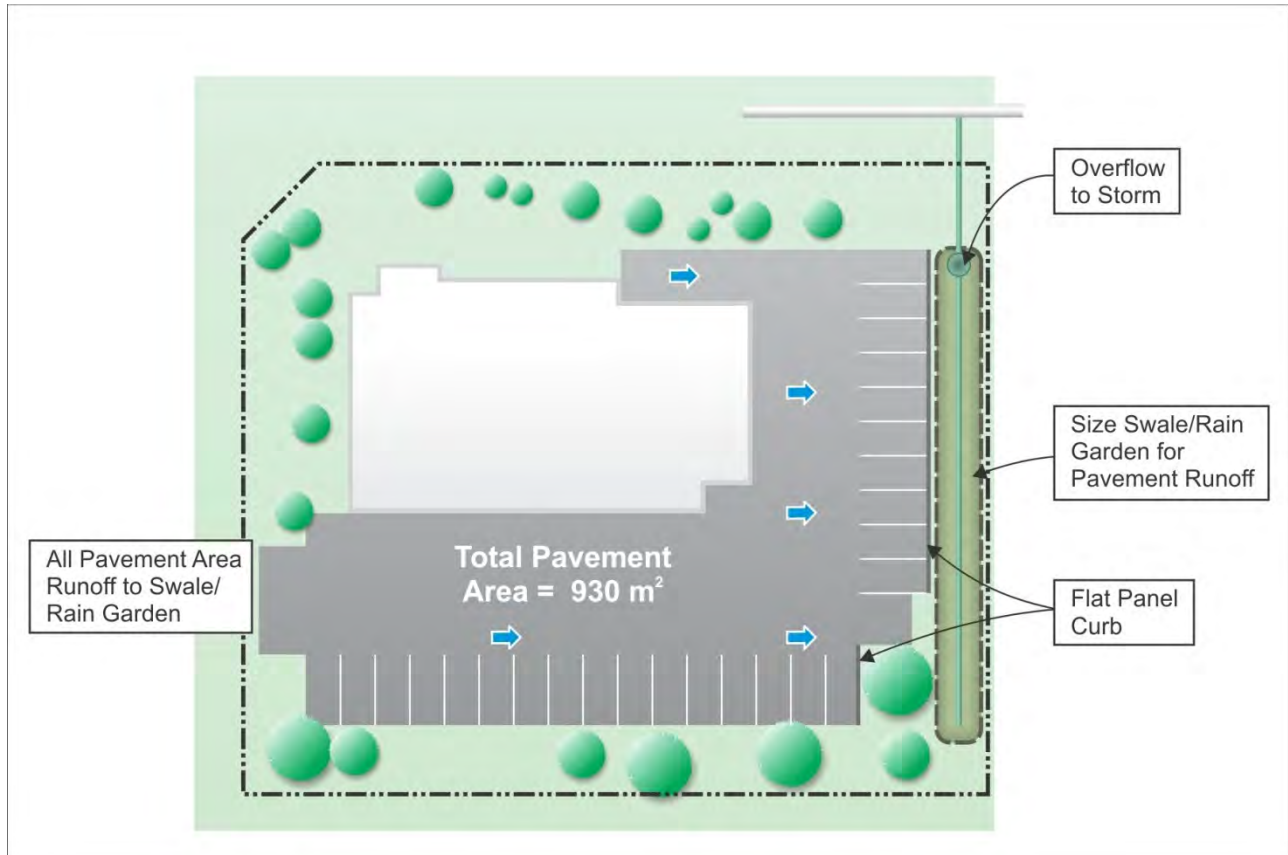 Overflow
to Storm
Size Swale/Rain
Garden for
Pavement Runoff
All Pavement Area
Runoff to Swale/
Rain Garden
Total Pavement
Area = 930 m²
Flat Panel
Curb